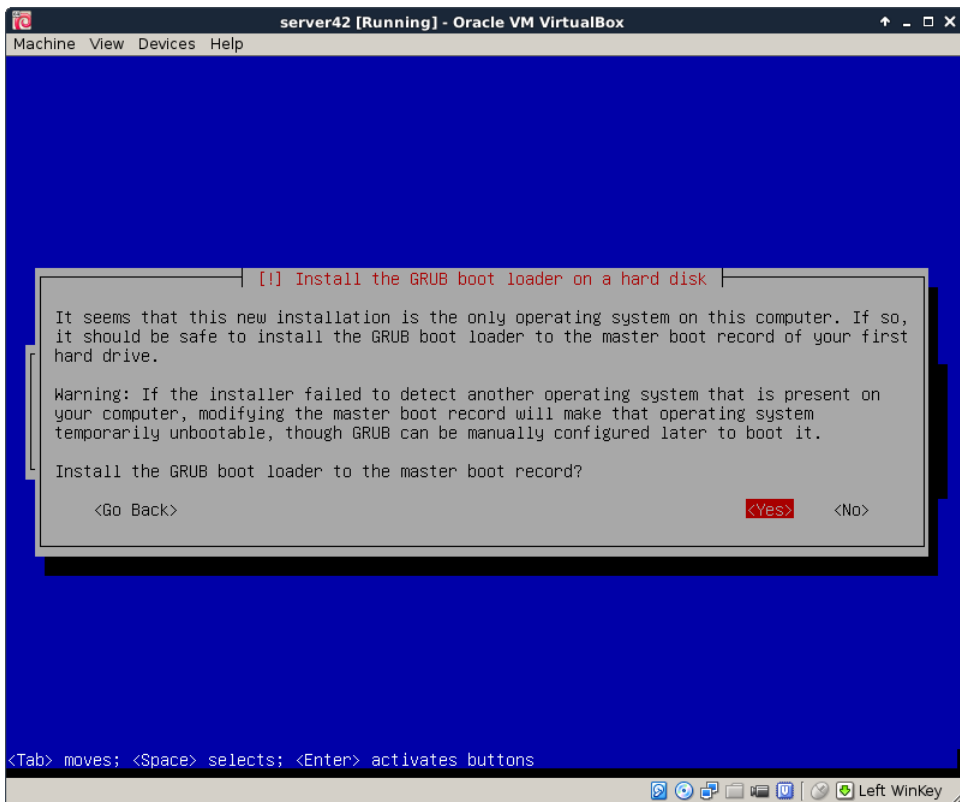 server42 [Running] - Oracle VM VirtualBox
Machine View Devices Help
[!] Install the GRUB boot loader on a hard disk
It seems that this new installation is the only operating system on this computer. If so,
it should be safe to install the GRUB boot loader to the master boot record of your first
hard drive.
Warning: If the installer failed to detect another operating system that is present on
your computer, modifying the master boot record will make that operating system
temporarily unbootable, though GRUB can be manually configured later to boot it.
Install the GRUB boot loader to the master boot record?
<Go Back> <Yes> <No>
<Tab> moves; <Space> selects; <Enter> activates buttons
Left WinKey